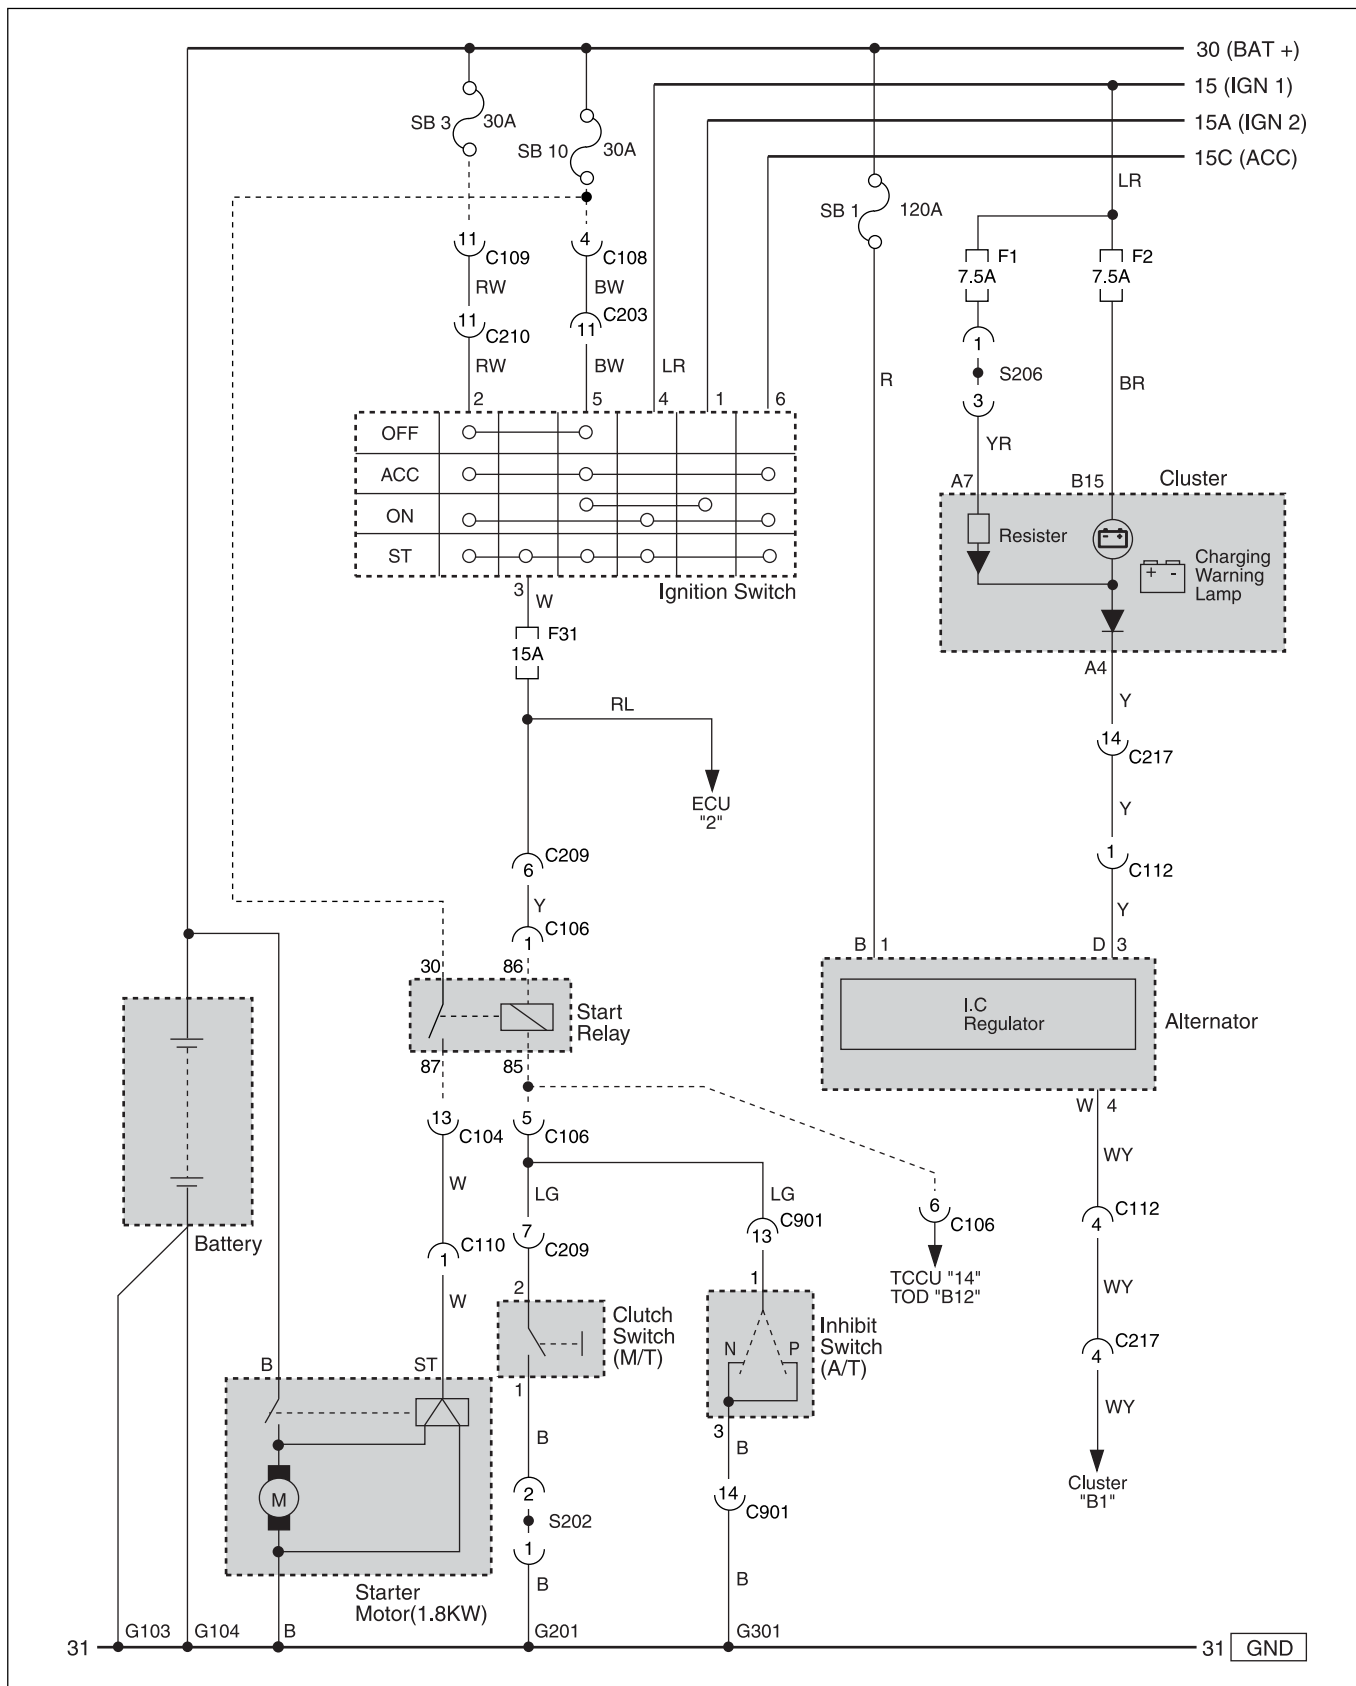 30 (BAT +)
15 (IGN 1)
15A (IGN 2)
15C (ACC)
SB 3 30A
SB 10 30A
SB 1 120A
LR
11 C109
4 C108
RW BW
11 C210
11 C203
RW BW LR
R
F1 7.5A
F2 7.5A
1
S206
3
YR
BR
2 5 4 1 6
OFF
ACC
ON
ST
Ignition Switch
A7 B15 Cluster
Resister
+ -
+ -
Charging
Warning
Lamp
A4
Y
3 W
F31
15A
RL
ECU
"2"
14 C217
Y
1 C112
Y
C209
6
Y
C106
1
30 86
Start
Relay
87 85
B 1
D 3
I.C
Regulator
Alternator
W 4
WY
C112
4
WY
C217
4
WY
Cluster
"B1"
13 C104
5 C106
W
LG
LG
C110
1
W
7 C209
C901
13
6 C106
TCCU "14"
TOD "B12"
Battery
2
Clutch
Switch
(M/T)
1
1
N P
Inhibit
Switch
(A/T)
3
B ST
M
Starter
Motor(1.8KW)
B
2
S202
1
B
B
14 C901
B
31 G103 G104 B G201 G301 31 GND